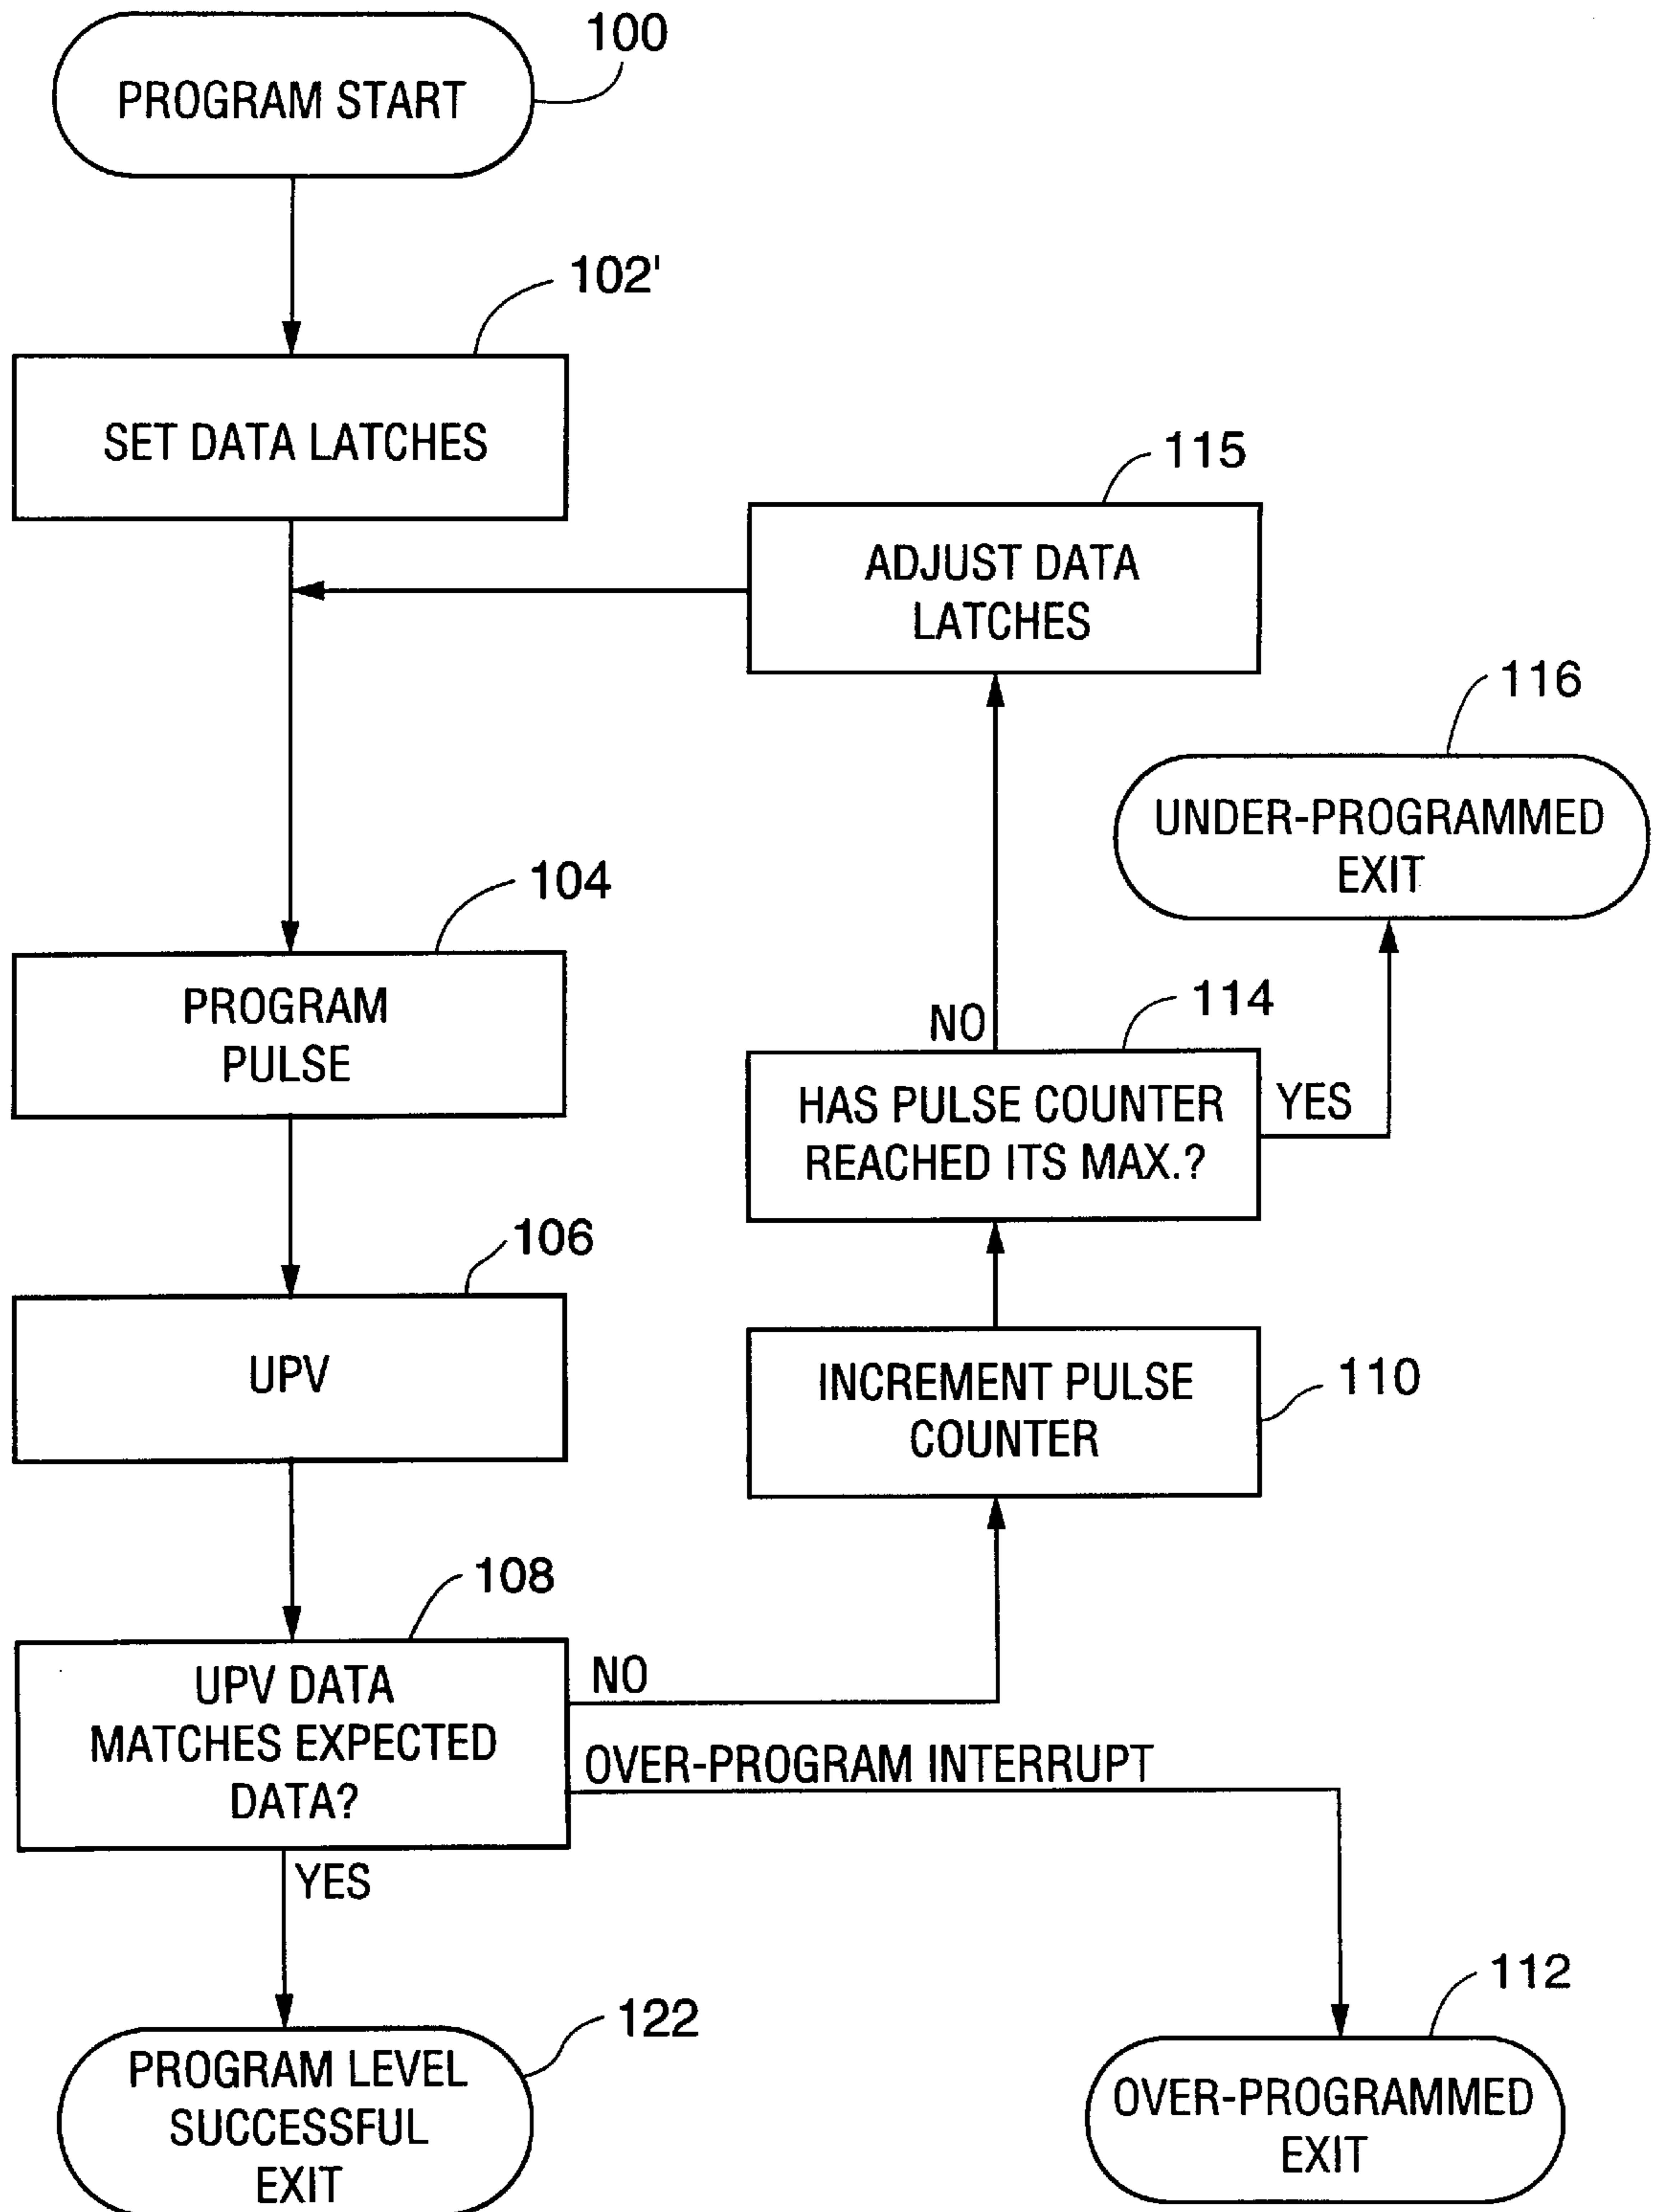 100
PROGRAM START
102'
SET DATA LATCHES
115
ADJUST DATA
LATCHES
116
UNDER-PROGRAMMED
EXIT
104
PROGRAM
PULSE
114
NO
HAS PULSE COUNTER
REACHED ITS MAX.?
YES
106
UPV
110
INCREMENT PULSE
COUNTER
108
UPV DATA
MATCHES EXPECTED
DATA?
NO
OVER-PROGRAM INTERRUPT
YES
122
PROGRAM LEVEL
SUCCESSFUL
EXIT
112
OVER-PROGRAMMED
EXIT